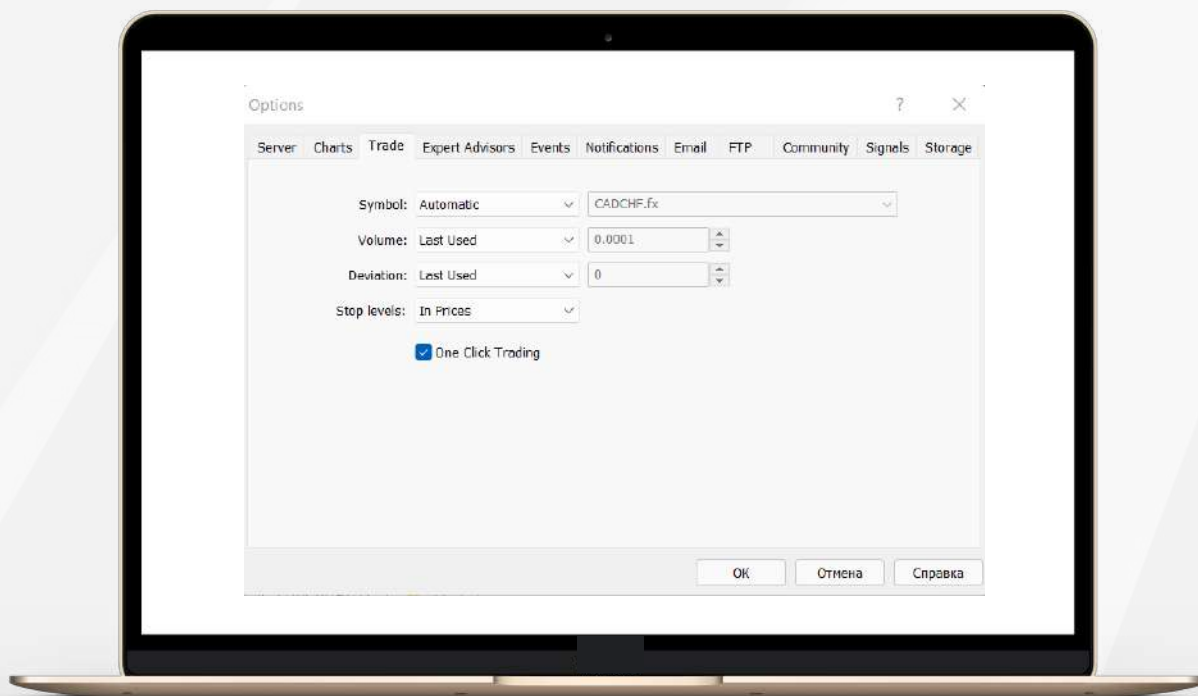 Options
Server Charts Trade Expert Advisors Events Notifications Email FTP Community Signals Storage
Symbol: Automatic CADCHF.fx
Volume: Last Used 0.0001
Deviation: Last Used 0
Stop levels: In Prices
One Click Trading
ОК Отмена Справка